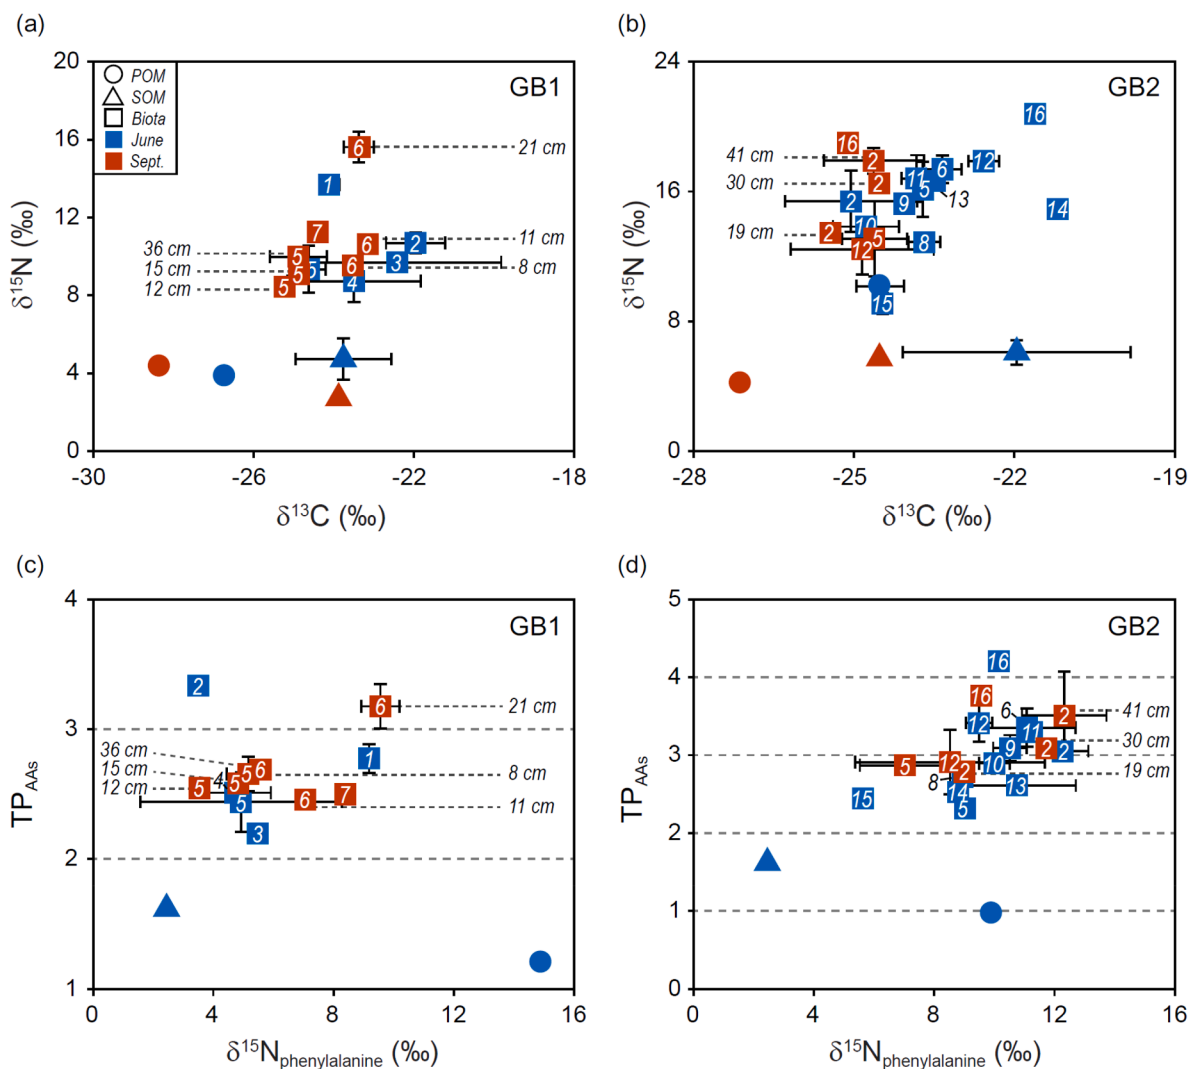 (a)
GB1
POM
SOM
Biota
June
Sept.
20
16
12
8
4
0
δ¹⁵N (‰)
6
21 cm
1
7
6
11 cm
2
36 cm
5
15 cm
5
5
3
6
8 cm
12 cm
5
4
-30
-26
-22
-18
δ¹³C (‰)
(b)
GB2
24
16
8
0
δ¹⁵N (‰)
16
16
41 cm
2
12
6
30 cm
2
11
5
13
2
9
14
10
19 cm
2
5
8
12
15
-28
-25
-22
-19
δ¹³C (‰)
(c)
GB1
4
3
2
1
TP_AAs
2
6
21 cm
1
36 cm
5
6
8 cm
15 cm
5
4
12 cm
5
7
6
11 cm
5
3
0
4
8
12
16
δ¹⁵N_phenylalanine (‰)
(d)
GB2
5
4
3
2
1
0
TP_AAs
16
16
6
12
2
41 cm
11
9
2
2
30 cm
5
12
10
2
19 cm
8
14
13
15
5
0
4
8
12
16
δ¹⁵N_phenylalanine (‰)